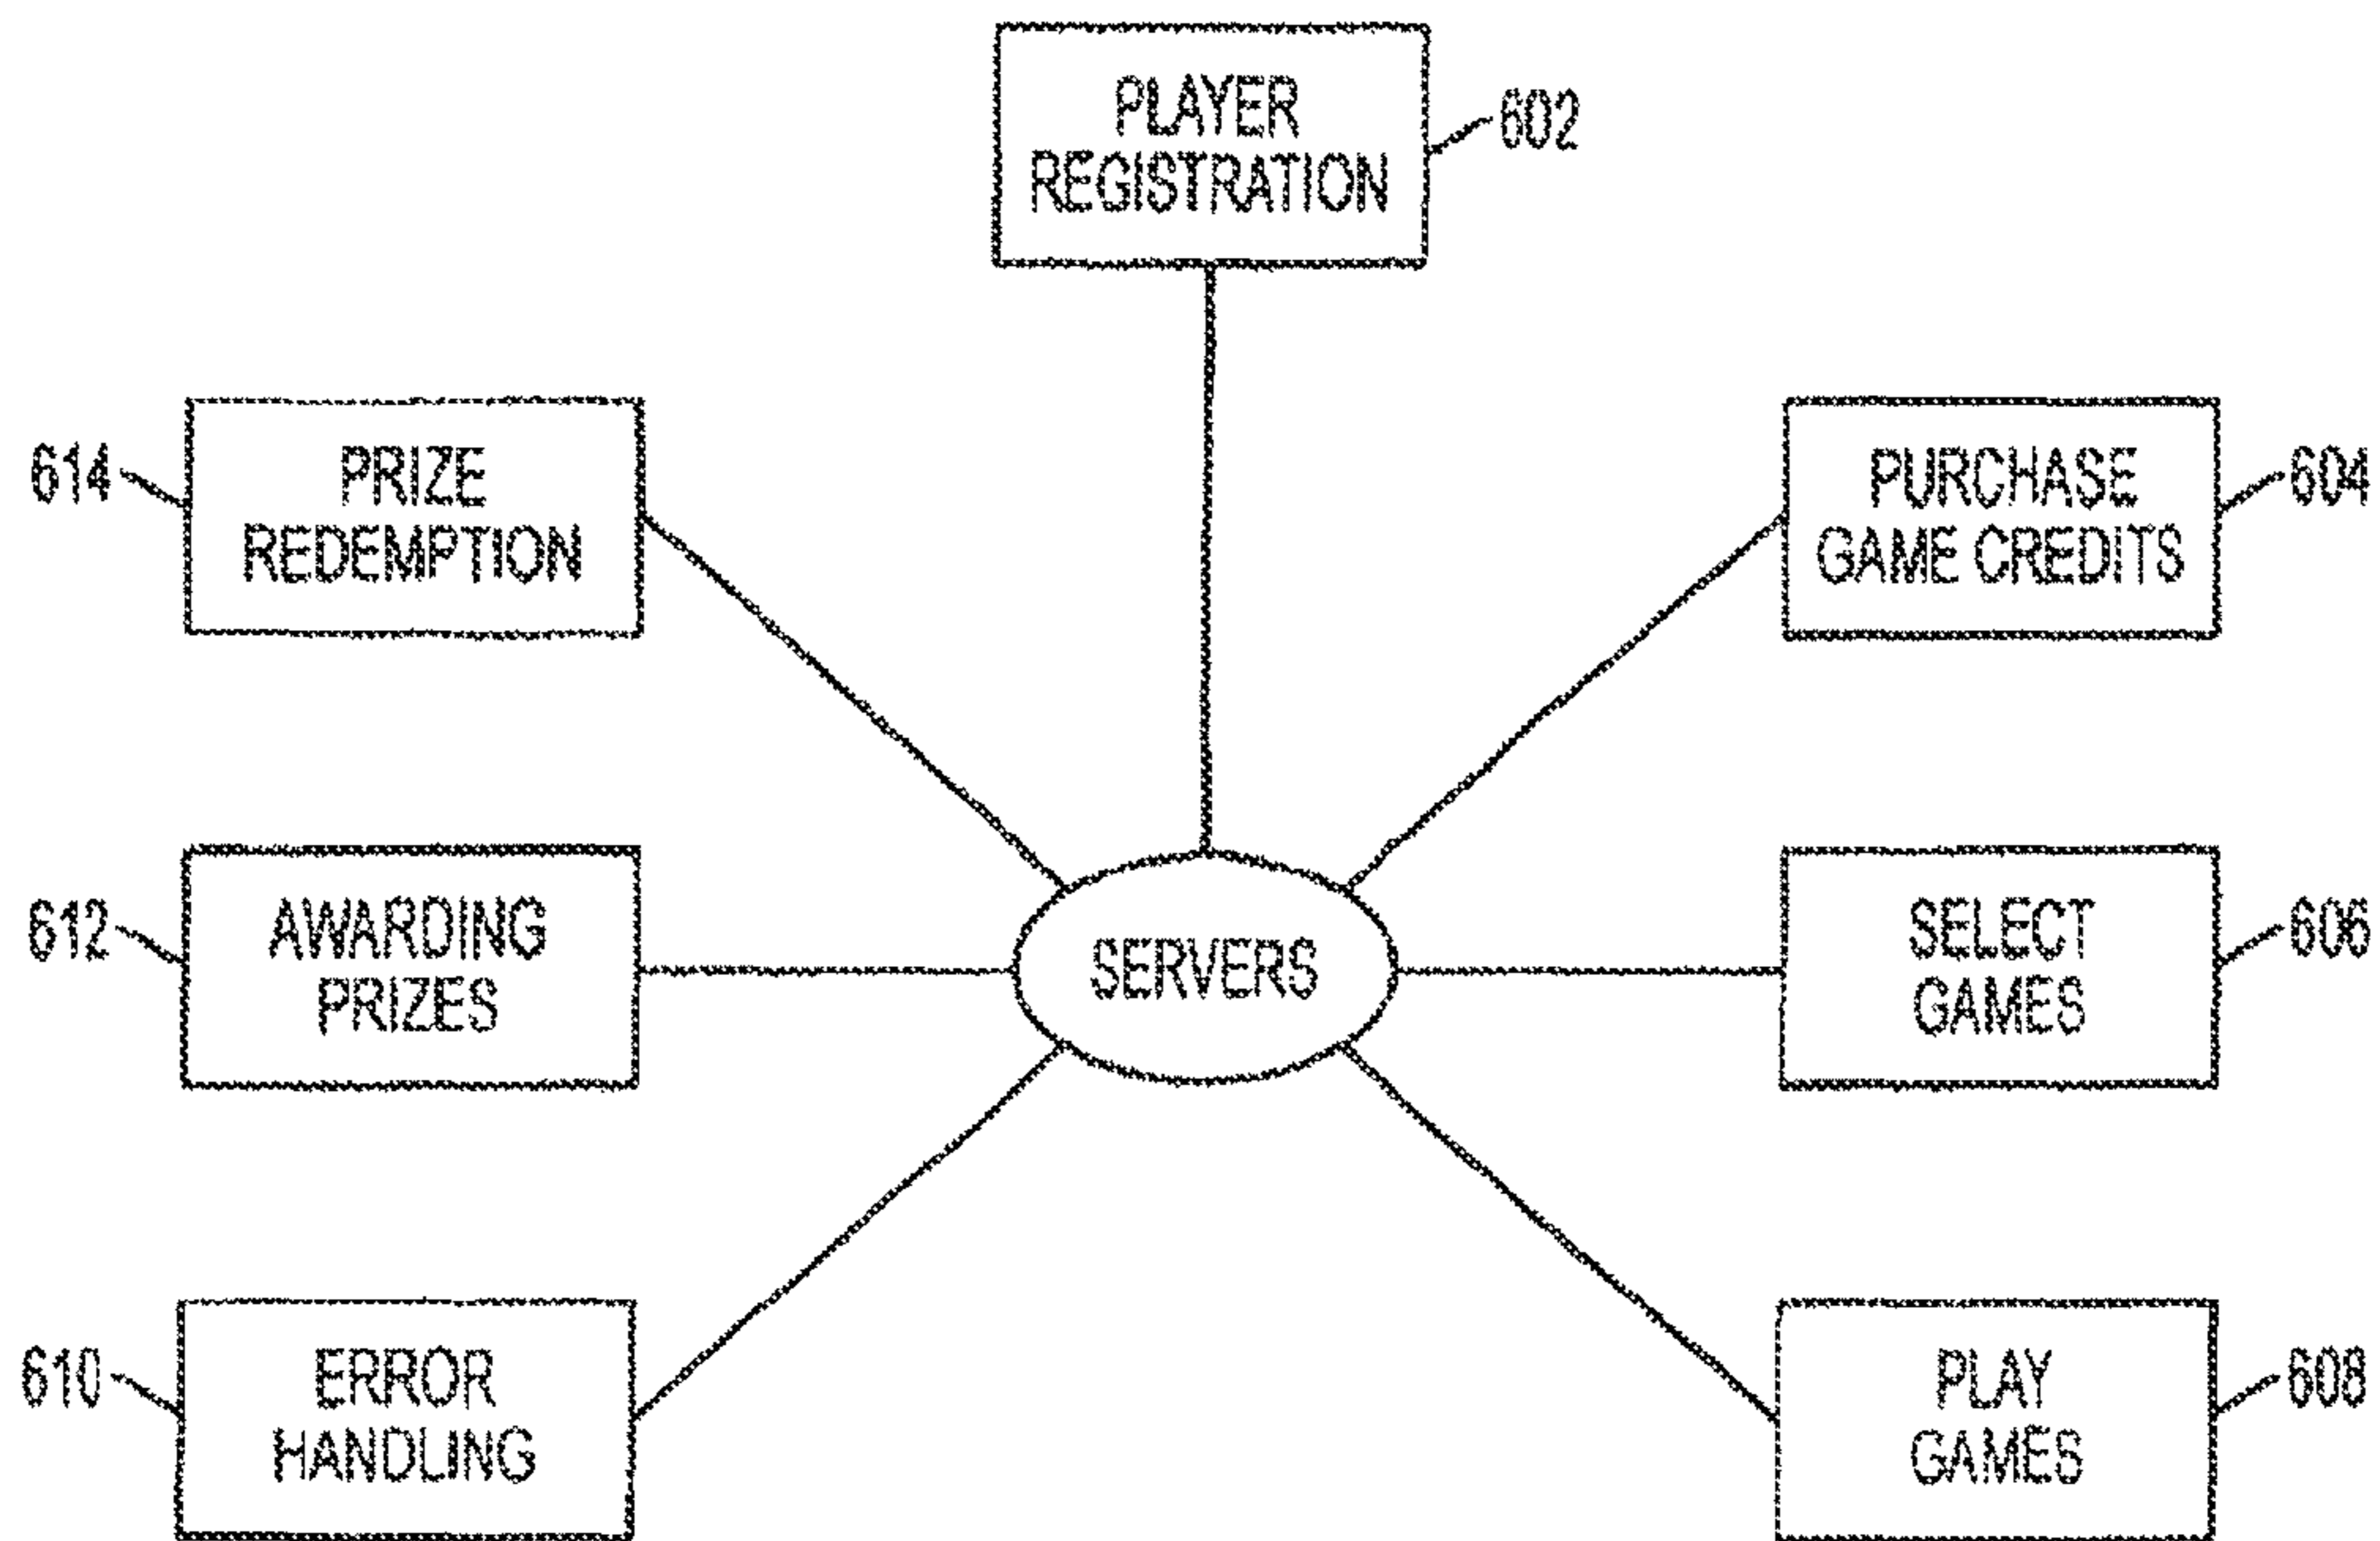 PLAYER
REGISTRATION
602
614
PRIZE
REDEMPTION
PURCHASE
GAME CREDITS
604
612
AWARDING
PRIZES
SERVERS
SELECT
GAMES
606
610
ERROR
HANDLING
PLAY
GAMES
608